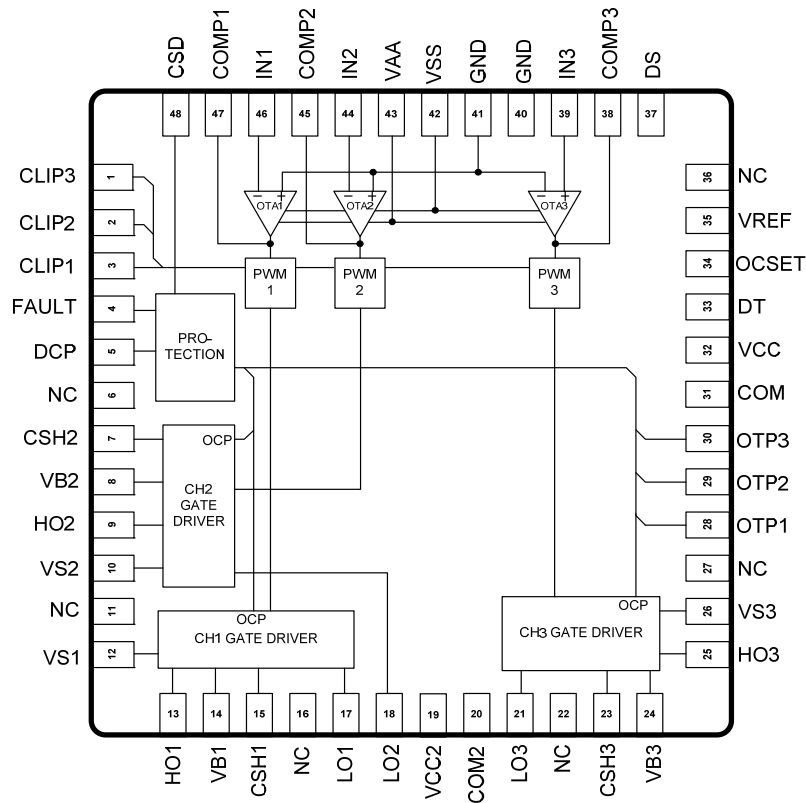 CSD
COMP1
IN1
COMP2
IN2
VAA
VSS
GND
GND
IN3
COMP3
DS
48
47
46
45
44
43
42
41
40
39
38
37
CLIP3
1
CLIP2
2
CLIP1
3
FAULT
4
DCP
5
NC
6
CSH2
7
VB2
8
HO2
9
VS2
10
NC
11
VS1
12
− +
OTA1
− +
OTA2
− +
OTA3
PWM
1
PWM
2
PWM
3
PRO-
TECTION
OCP
CH2
GATE
DRIVER
OCP
CH1 GATE DRIVER
OCP
CH3 GATE DRIVER
36
NC
35
VREF
34
OCSET
33
DT
32
VCC
31
COM
30
OTP3
29
OTP2
28
OTP1
27
NC
26
VS3
25
HO3
13
14
15
16
17
18
19
20
21
22
23
24
HO1
VB1
CSH1
NC
LO1
LO2
VCC2
COM2
LO3
NC
CSH3
VB3